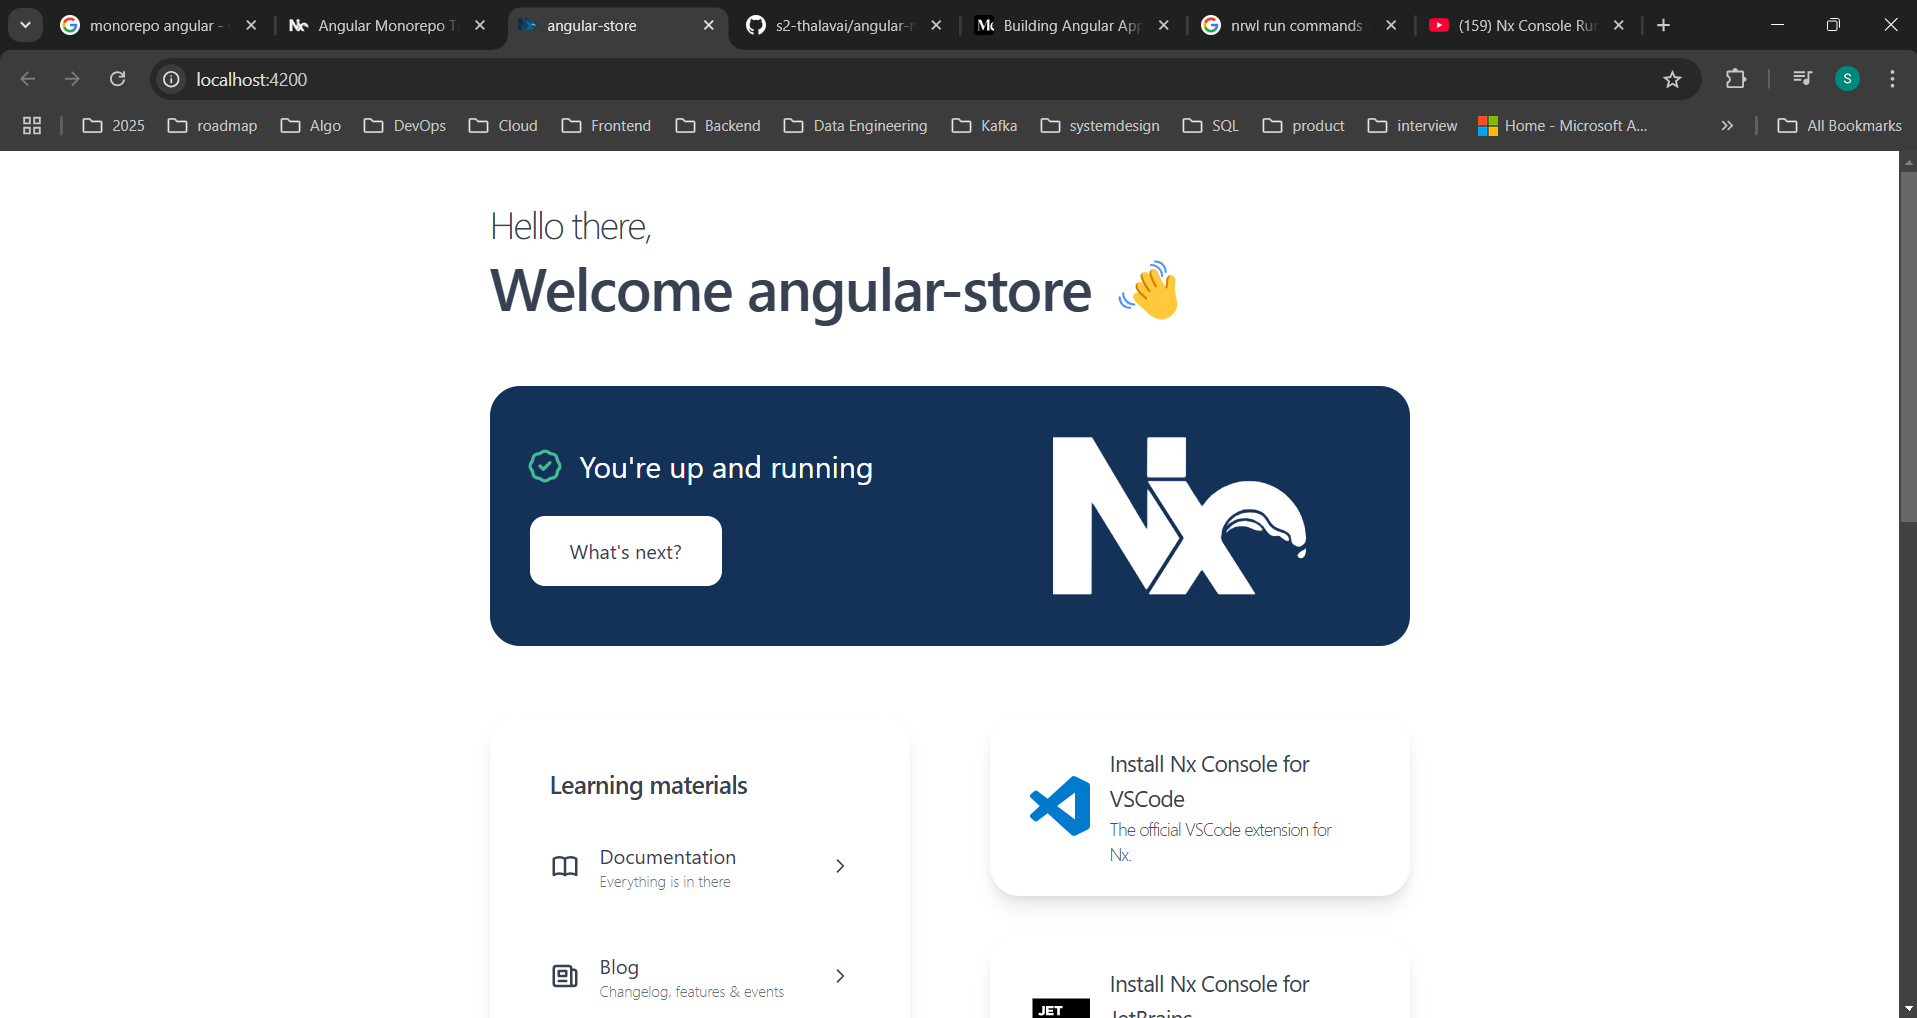 monorepo angular -
Angular Monorepo T
angular-store
s2-thalavai/angular-
Building Angular App
nrwl run commands
(159) Nx Console Ru
localhost:4200
S
2025
roadmap
Algo
DevOps
Cloud
Frontend
Backend
Data Engineering
Kafka
systemdesign
SQL
product
interview
Home - Microsoft A...
All Bookmarks
Hello there,
Welcome angular-store
You're up and running
What's next?
Nx
Learning materials
Documentation
Everything is in there
Blog
Changelog, features & events
Install Nx Console for
VSCode
The official VSCode extension for
Nx.
Install Nx Console for
JetBrains
JET